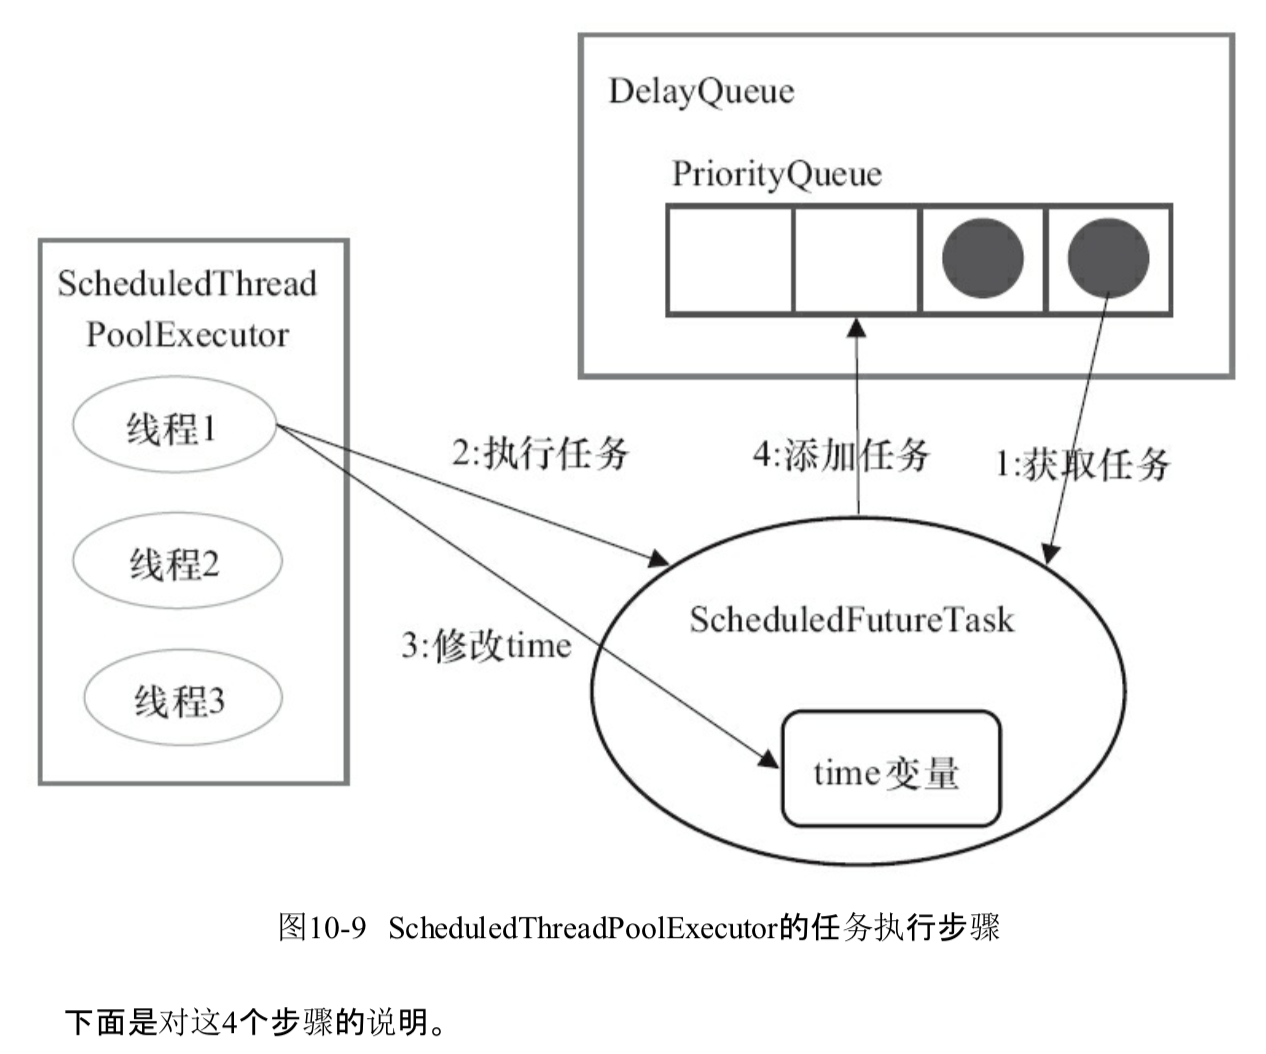 DelayQueue
PriorityQueue
ScheduledThread
PoolExecutor
线程1
线程2
线程3
2:执行任务
4:添加任务
1:获取任务
3:修改time
ScheduledFutureTask
time变量
图10-9 ScheduledThreadPoolExecutor的任务执行步骤
下面是对这4个步骤的说明。